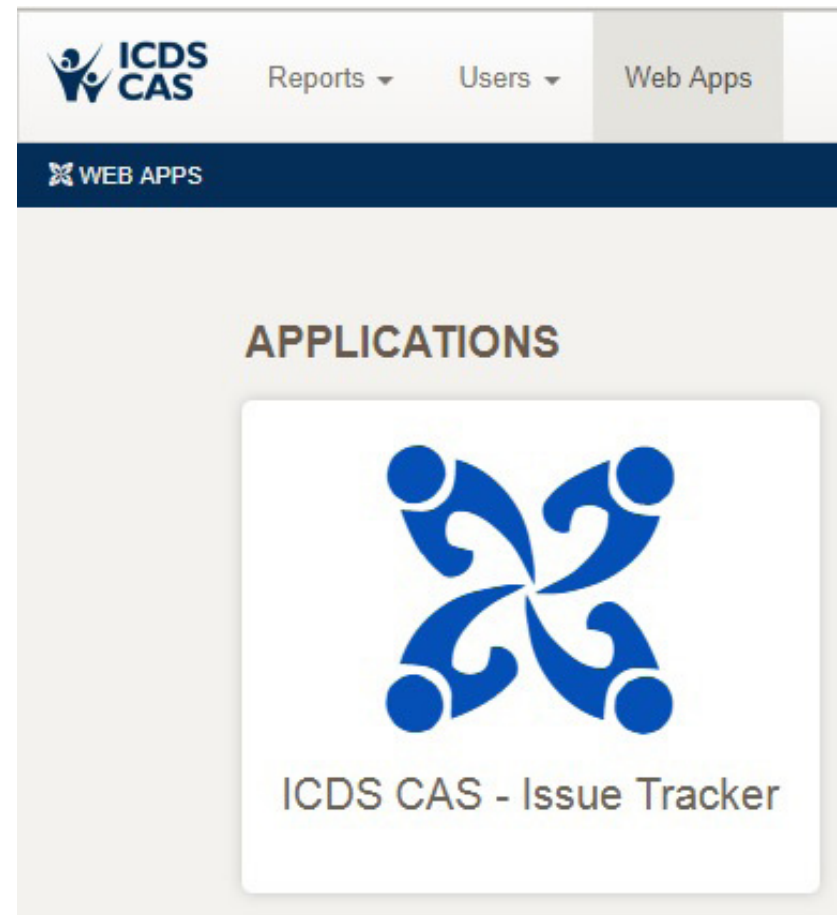 ICDS
CAS
Reports
Users
Web Apps
WEB APPS
APPLICATIONS
ICDS CAS - Issue Tracker